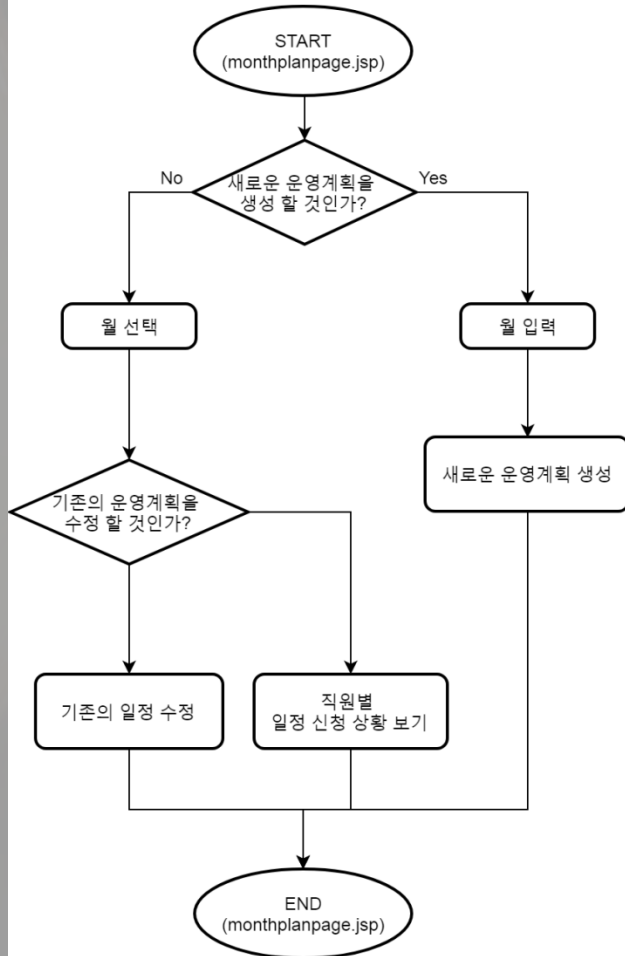 START
(monthplanpage.jsp)
새로운 운영계획을
생성 할 것인가?
No
Yes
월 선택
월 입력
새로운 운영계획 생성
기존의 운영계획을
수정 할 것인가?
기존의 일정 수정
직원별
일정 신청 상황 보기
END
(monthplanpage.jsp)